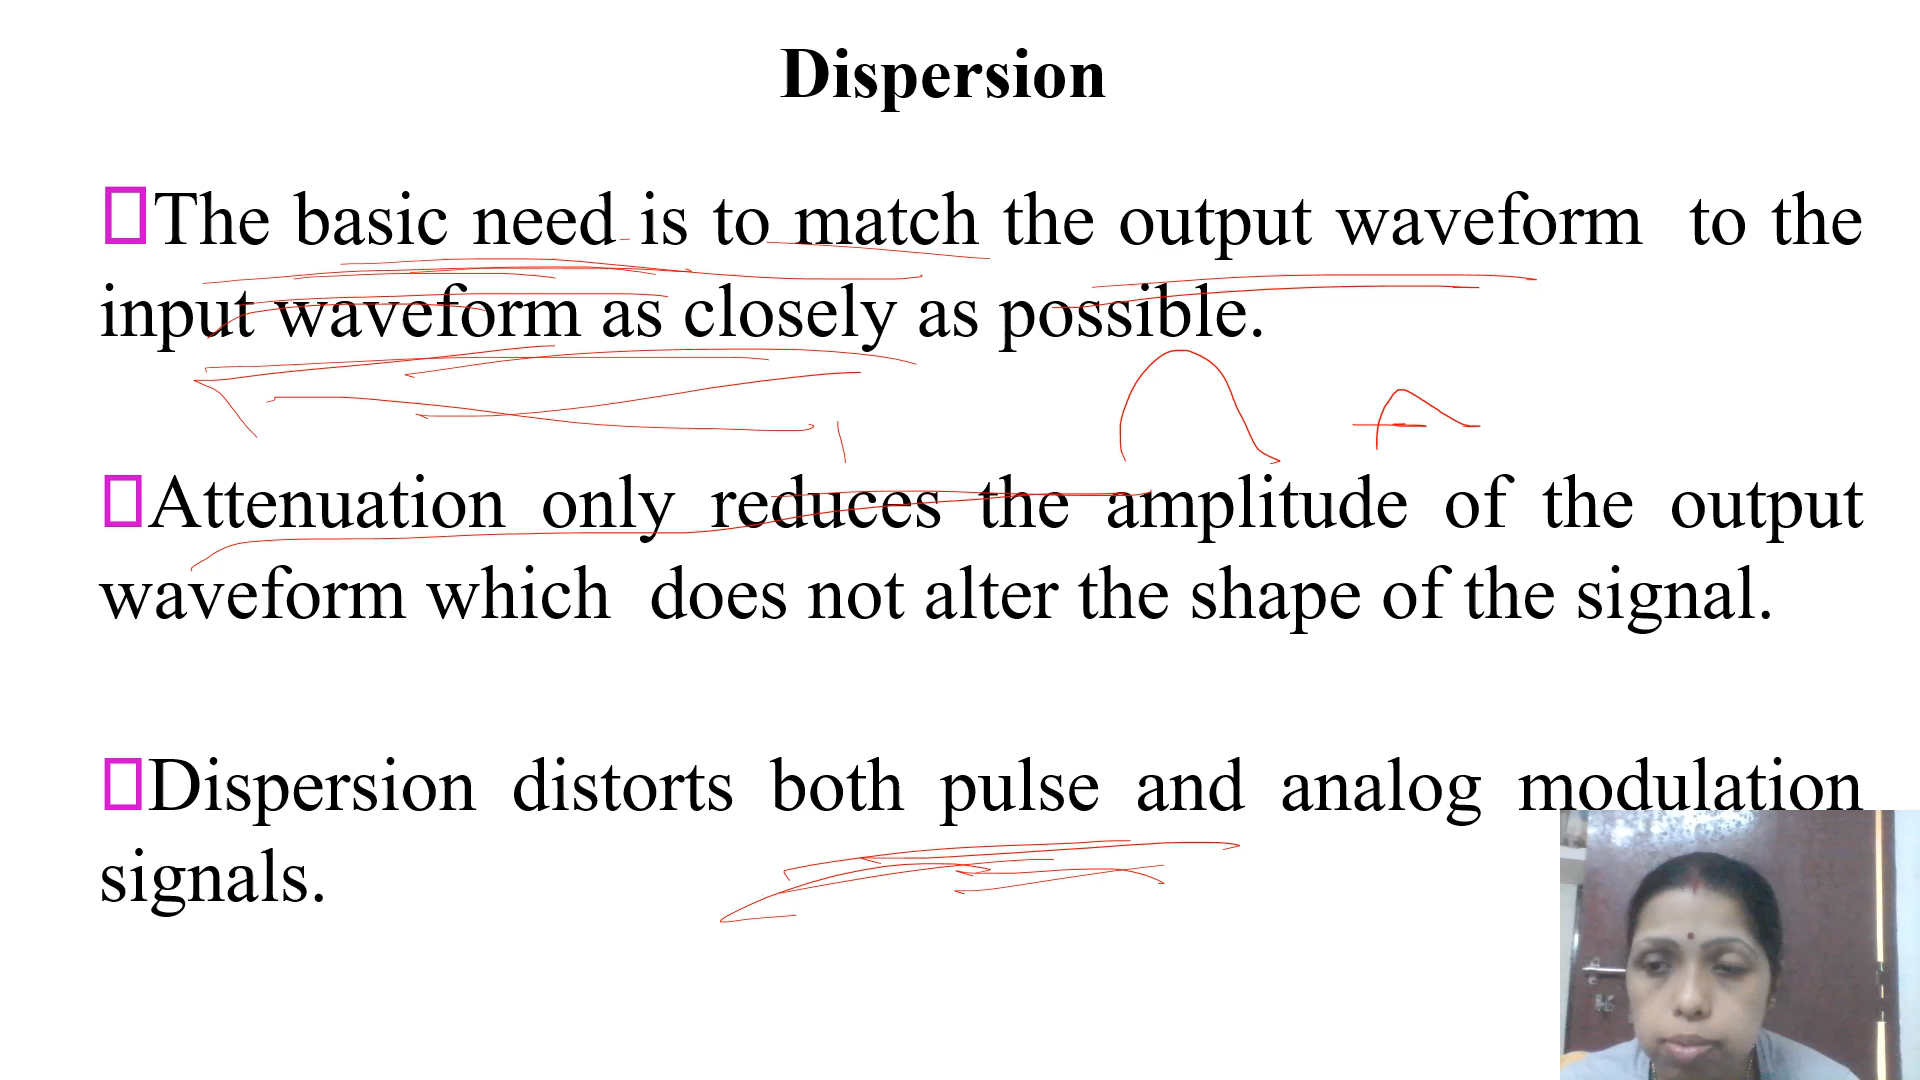 Dispersion
The basic need is to match the output waveform to the
input waveform as closely as possible.
Attenuation only reduces the amplitude of the output
waveform which does not alter the shape of the signal.
Dispersion distorts both pulse and analog modulation
signals.